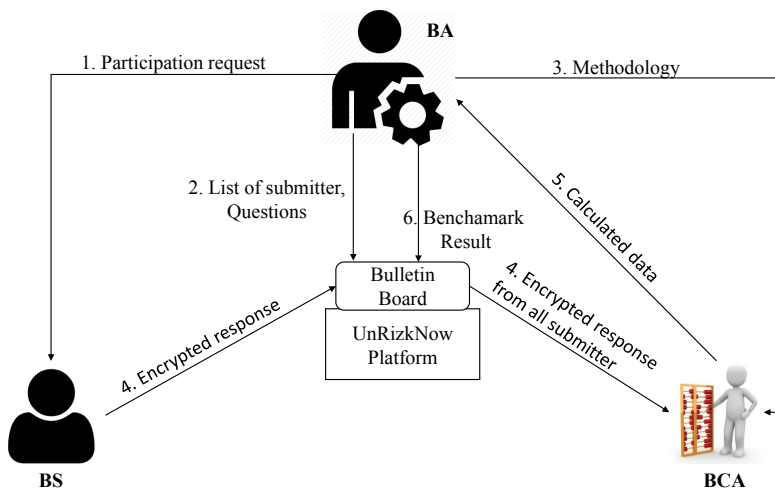 BA
1. Participation request
3. Methodology
2. List of submitter,
Questions
6. Benchamark
Result
5. Calculated data
Bulletin
Board
UnRizkNow
Platform
4. Encrypted response
4. Encrypted response
from all submitter
BS
BCA